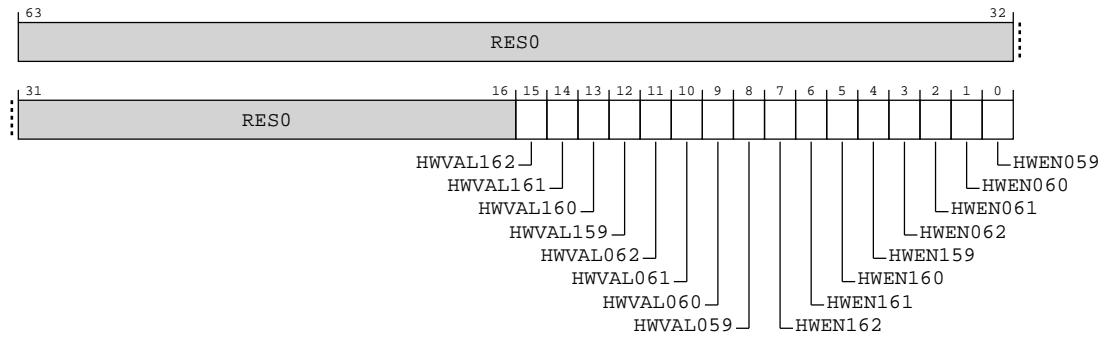 63 32
RES0
31 16 15 14 13 12 11 10 9 8 7 6 5 4 3 2 1 0
RES0
HWVAL162 HWEN059
HWVAL161 HWEN060
HWVAL160 HWEN061
HWVAL159 HWEN062
HWVAL062 HWEN159
HWVAL061 HWEN160
HWVAL060 HWEN161
HWVAL059 HWEN162